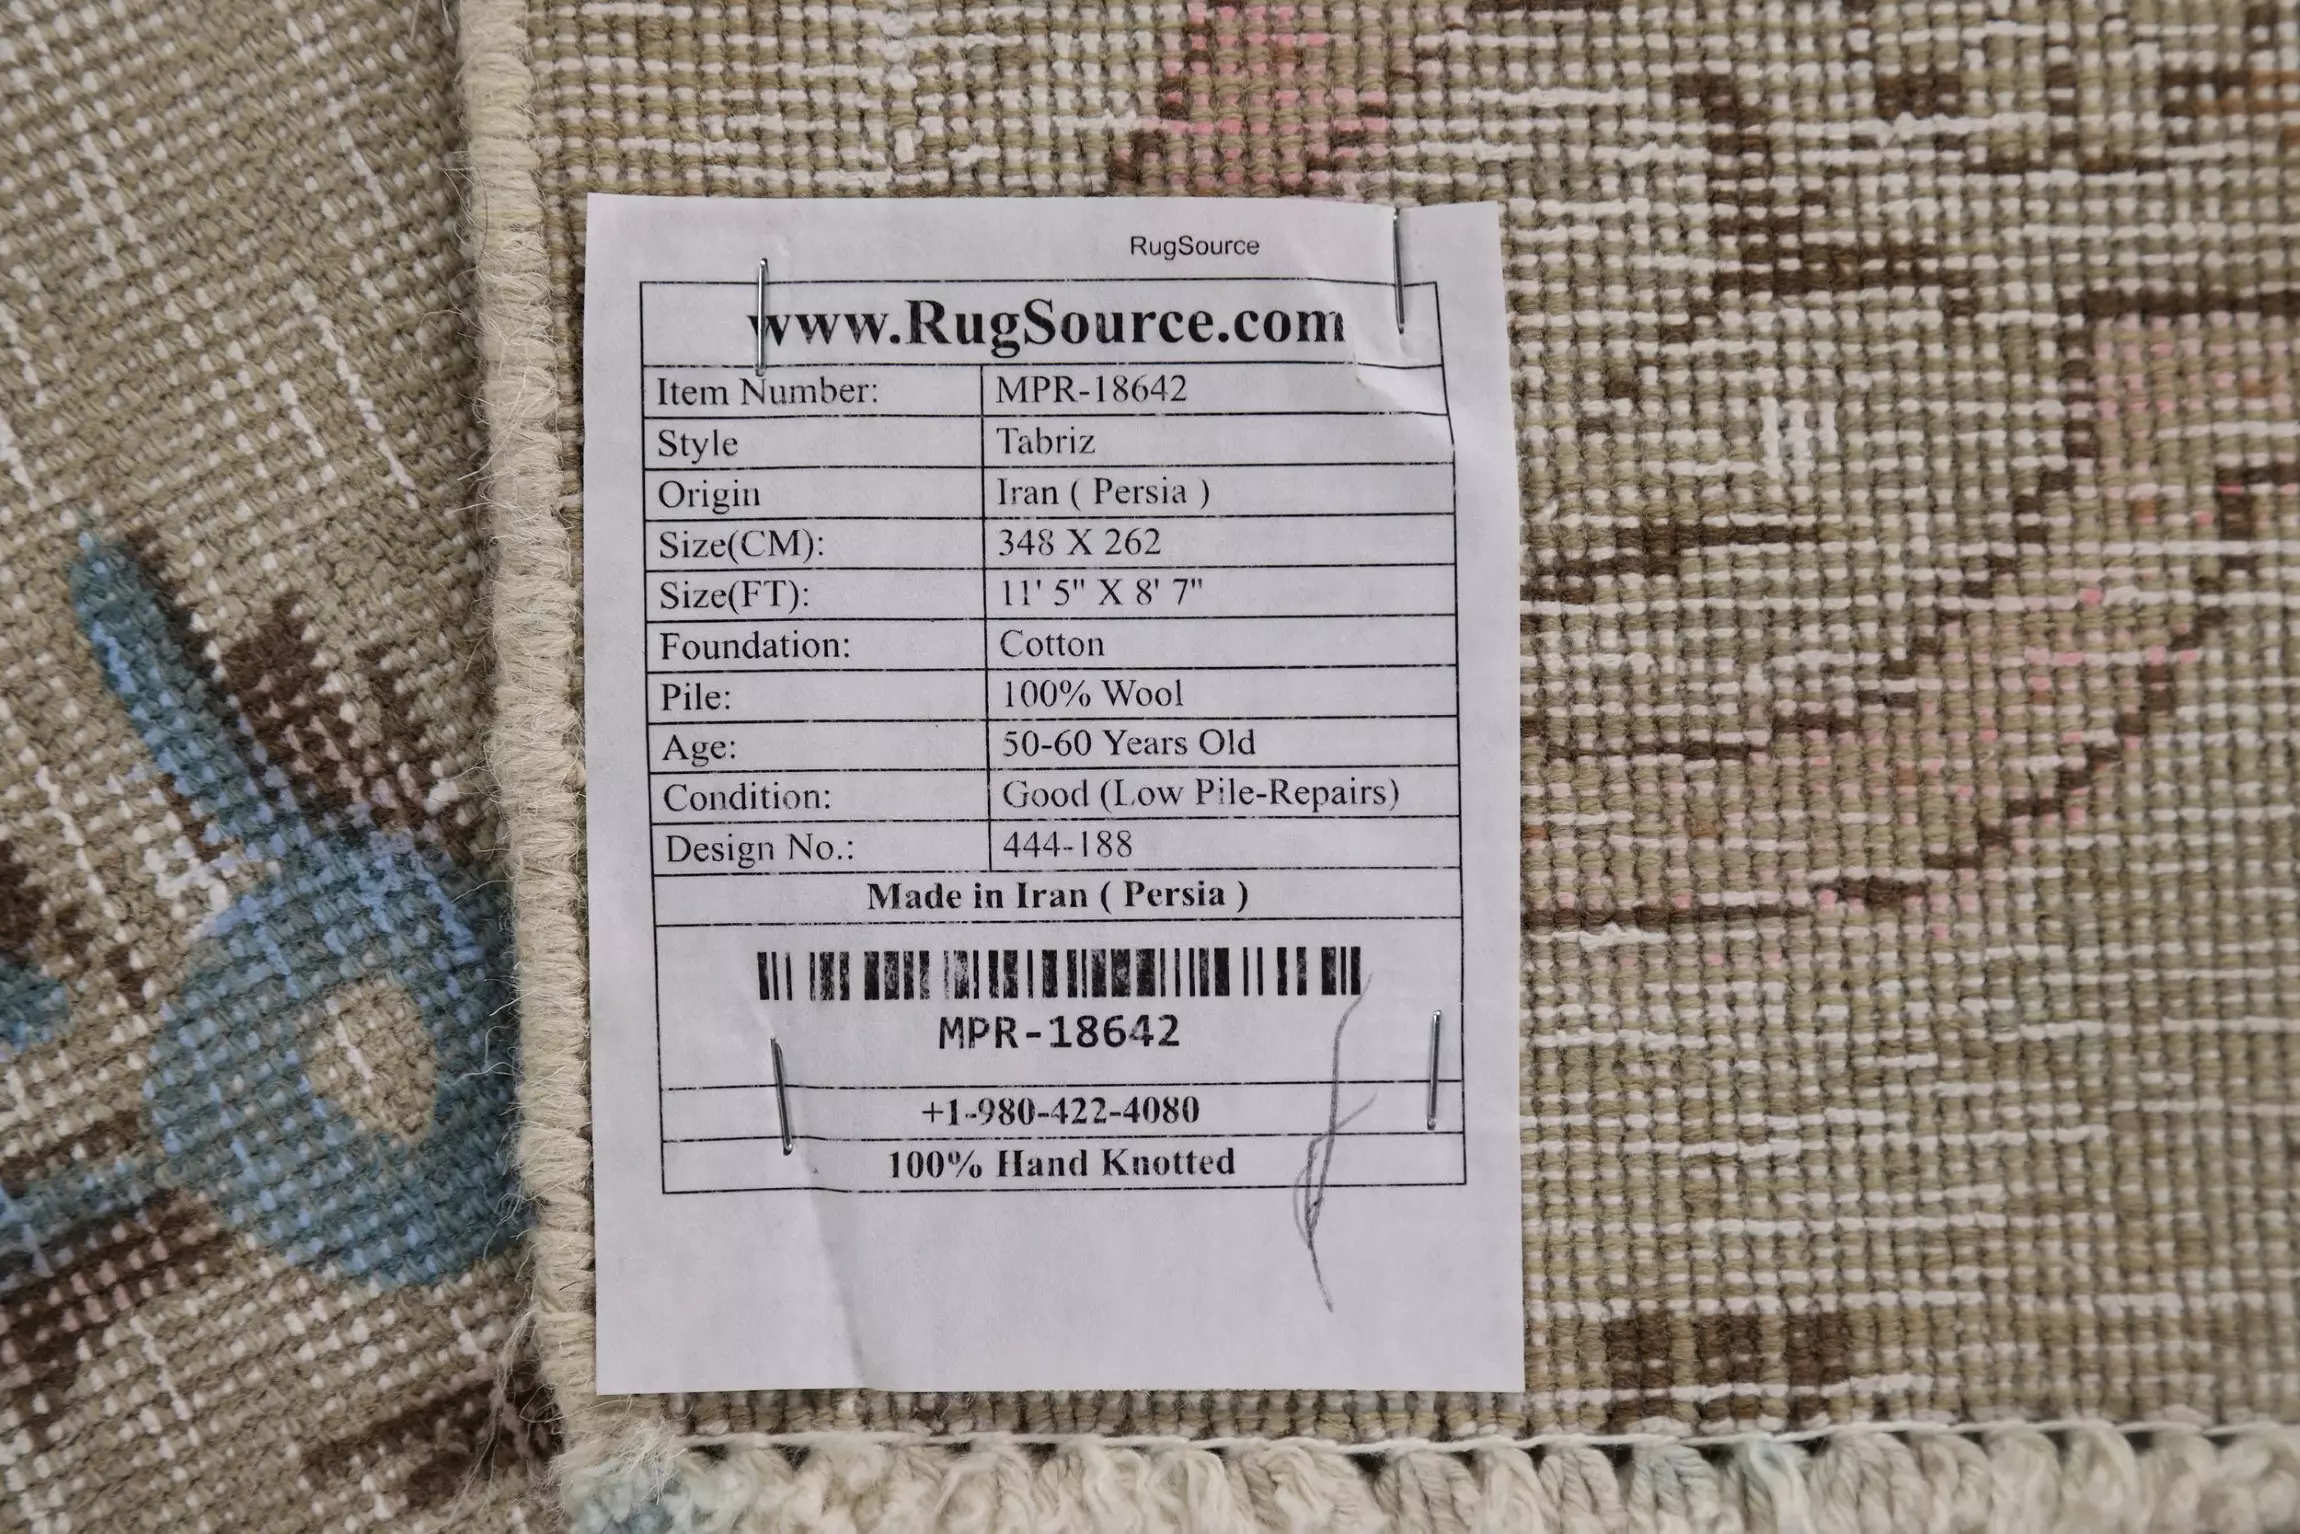 RugSource
www.RugSource.com
Item Number: MPR-18642
Style Tabriz
Origin Iran ( Persia )
Size(CM): 348 X 262
Size(FT): 11' 5" X 8' 7"
Foundation: Cotton
Pile: 100% Wool
Age: 50-60 Years Old
Condition: Good (Low Pile-Repairs)
Design No.: 444-188
Made in Iran ( Persia )
MPR-18642
+1-980-422-4080
100% Hand Knotted